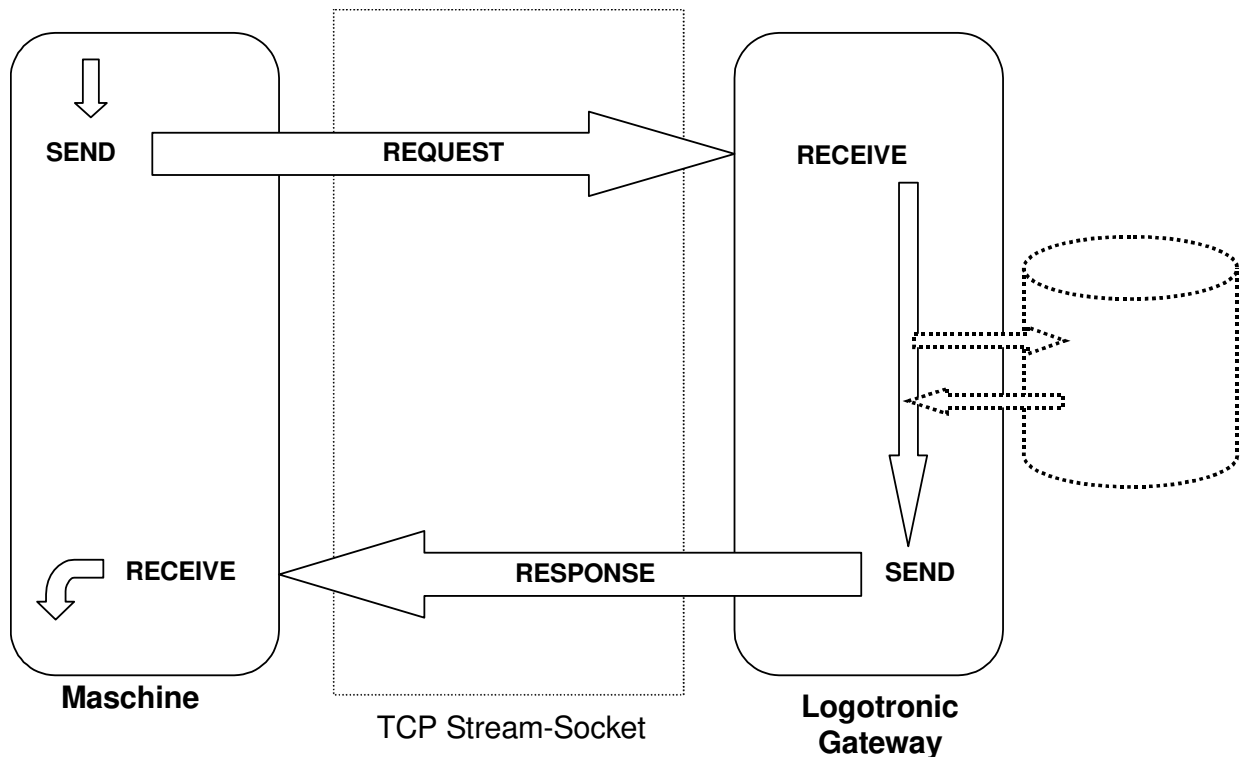 SEND
REQUEST
RECEIVE
RECEIVE
RESPONSE
SEND
Maschine
TCP Stream-Socket
Logotronic
Gateway